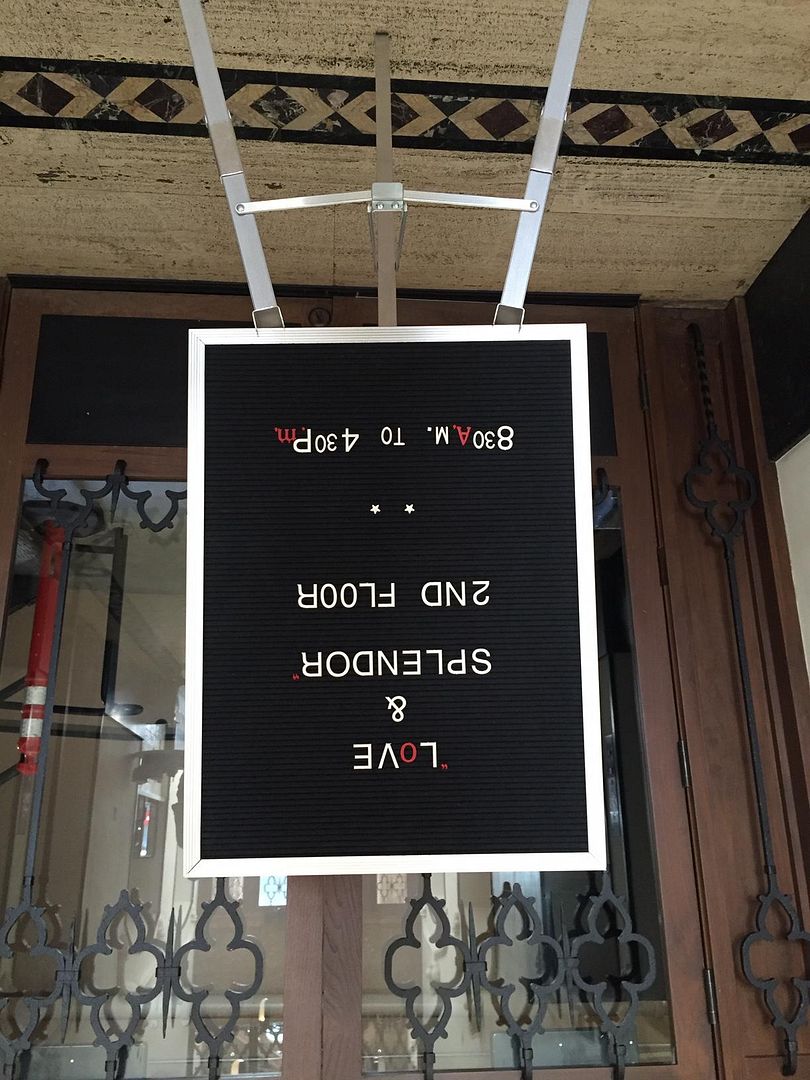 "LOVE
&
SPLENDOR"
2ND FLOOR
830A.M. TO 430P.m.